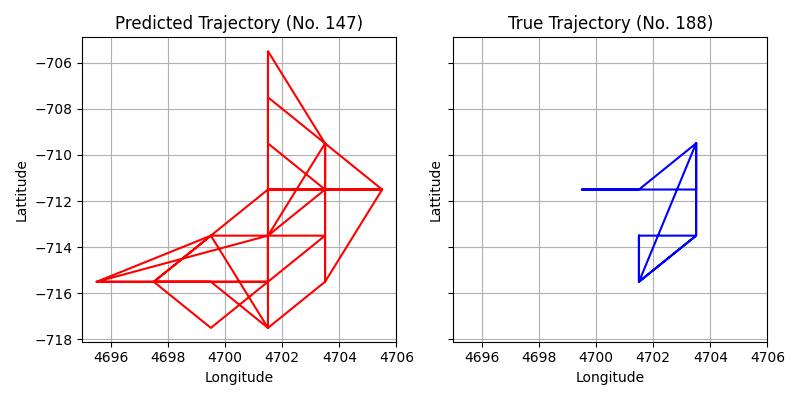 Predicted Trajectory (No. 147)
Lattitude
−706
−708
−710
−712
−714
−716
−718
4696 4698 4700 4702 4704 4706
Longitude
True Trajectory (No. 188)
Lattitude
4696 4698 4700 4702 4704 4706
Longitude